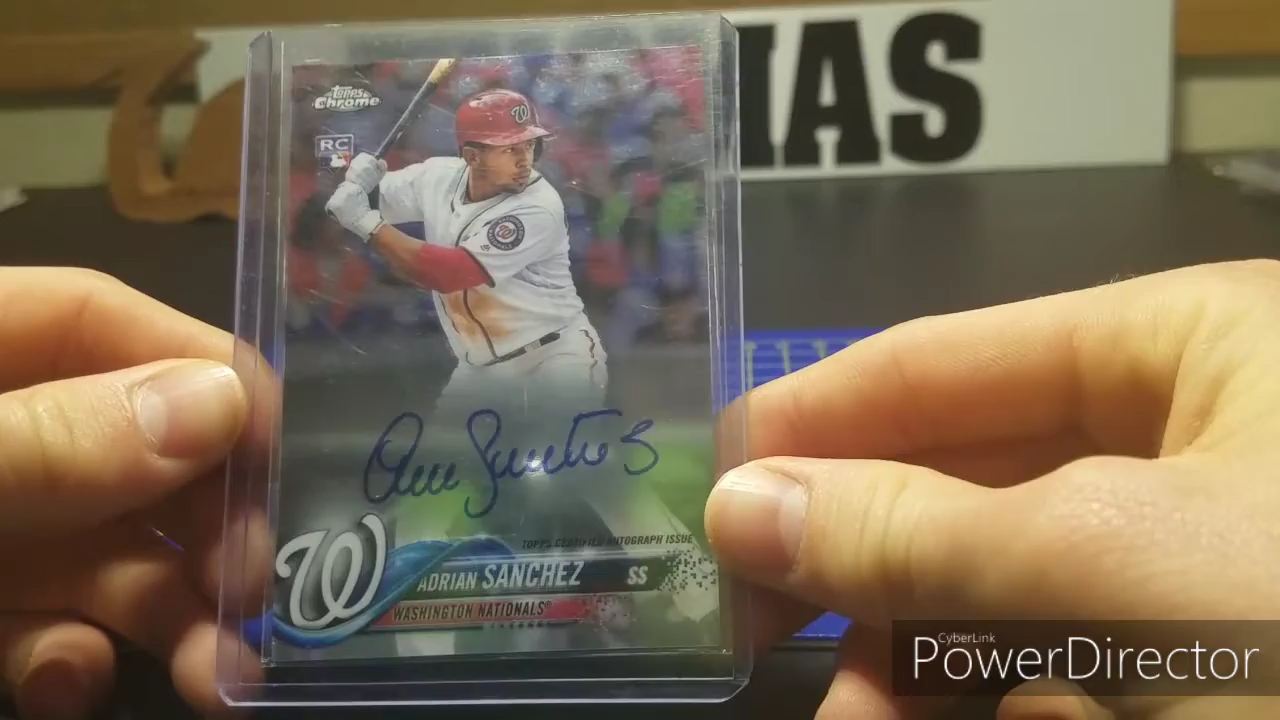 IAS
Topps
Chrome
RC
W
TOPPS CERTIFIED AUTOGRAPH ISSUE
ADRIAN SANCHEZ SS
WASHINGTON NATIONALS®
CyberLink
PowerDirector